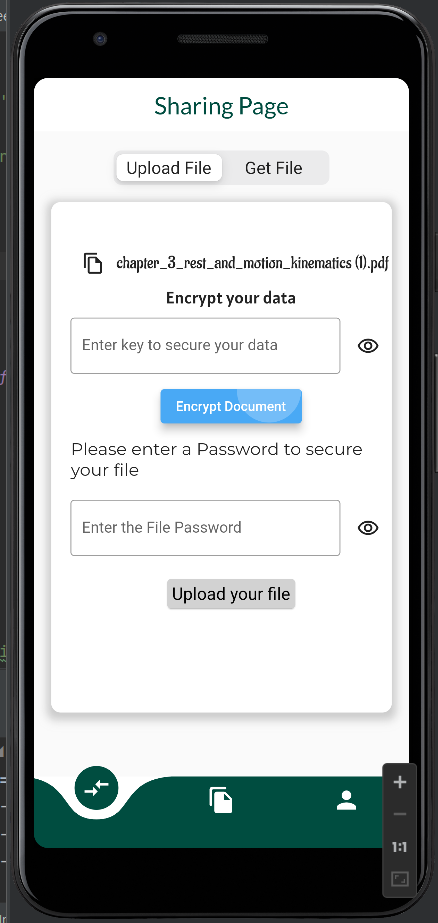 Sharing Page
Upload File
Get File
chapter_3_rest_and_motion_kinematics (1).pdf
Encrypt your data
Enter key to secure your data
Encrypt Document
Please enter a Password to secure
your file
Enter the File Password
Upload your file
1:1